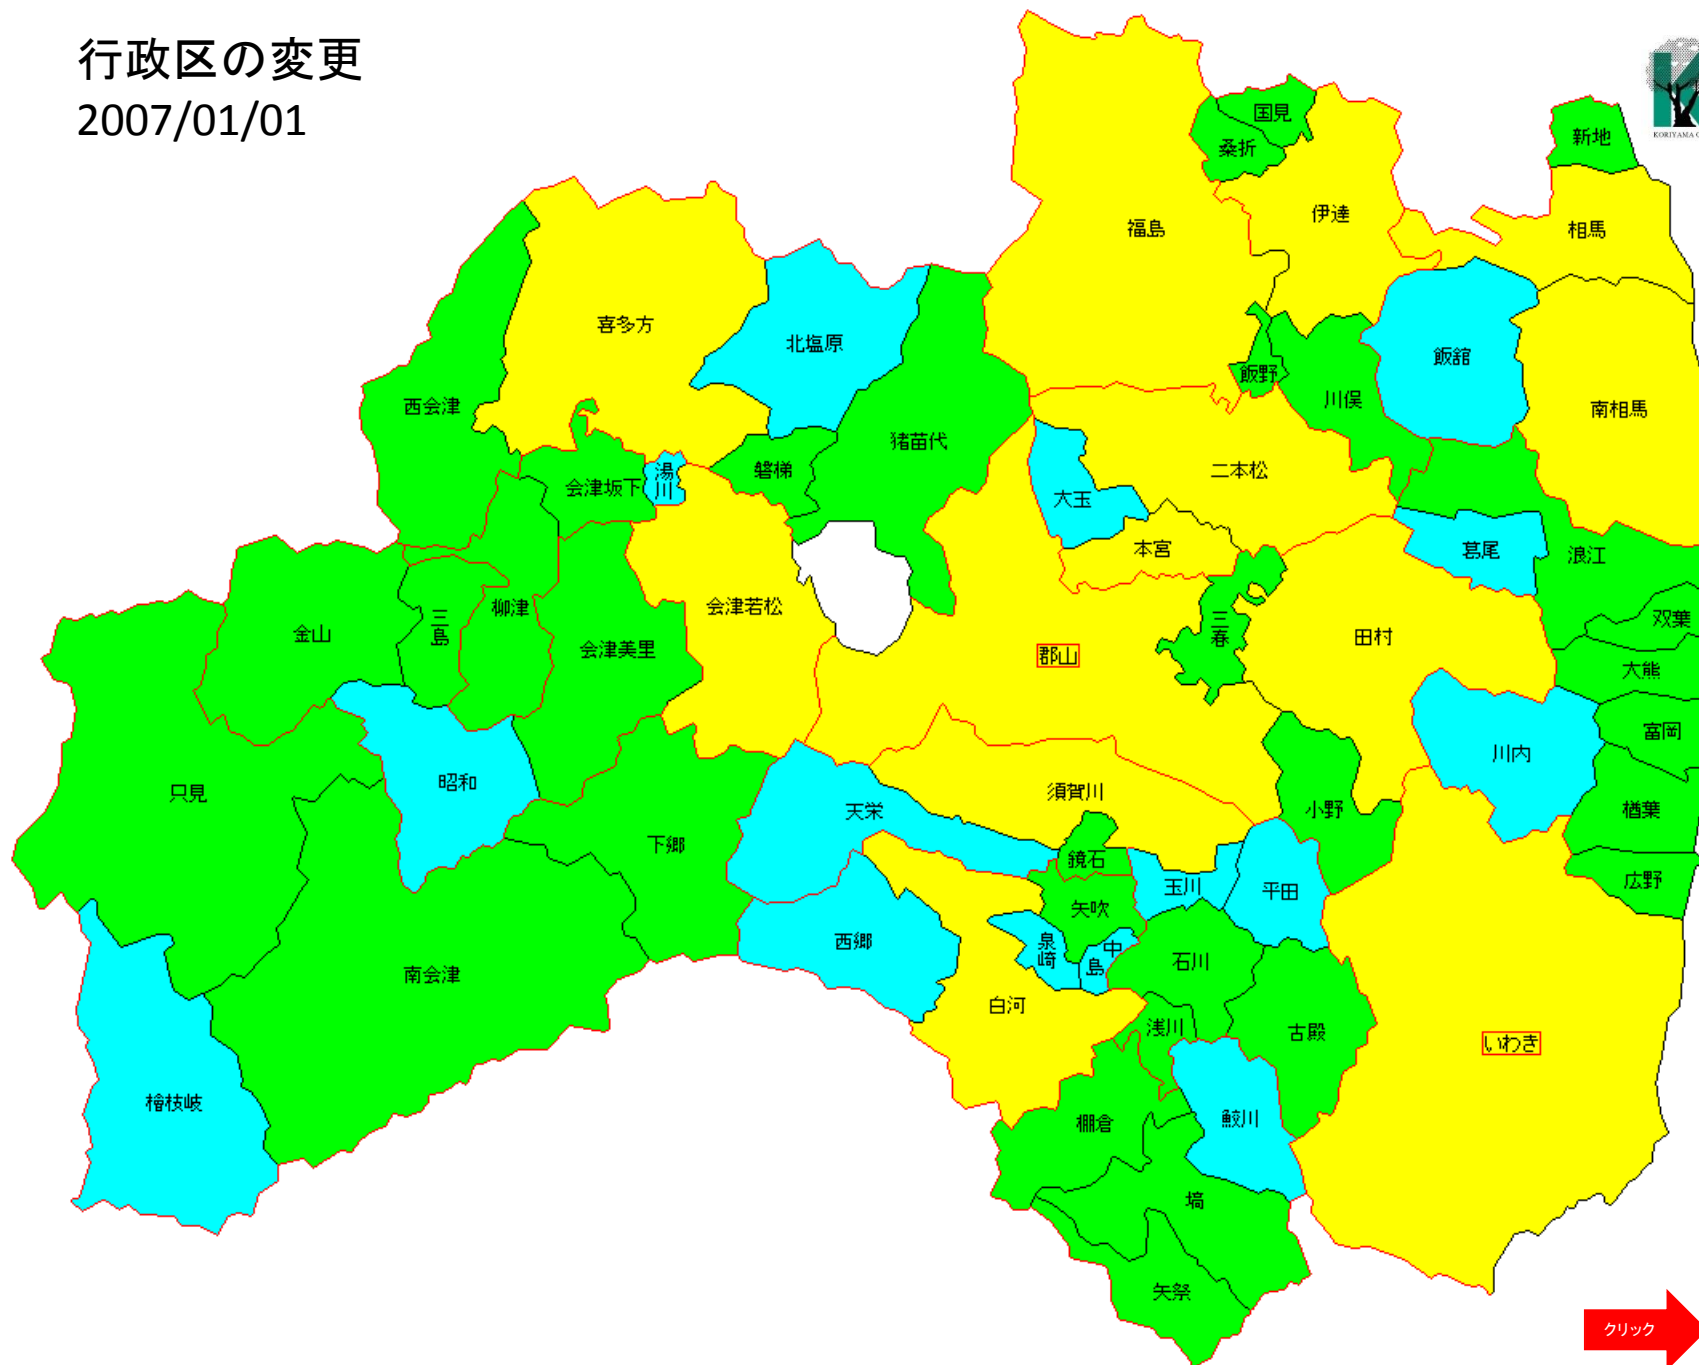 行政区の変更
2007/01/01
KORIYAMA
国見
桑折
新地
福島
伊達
相馬
喜多方
北塩原
飯舘
飯野
川俣
南相馬
西会津
猪苗代
会津坂下
湯川
磐梯
大玉
二本松
本宮
葛尾
浪江
金山
三島
柳津
会津美里
会津若松
郡山
三春
田村
双葉
大熊
富岡
川内
只見
昭和
下郷
天栄
須賀川
小野
楢葉
鏡石
玉川
平田
広野
矢吹
西郷
泉崎
中島
石川
南会津
白河
浅川
古殿
いわき
檜枝岐
棚倉
鮫川
塙
矢祭
クリック